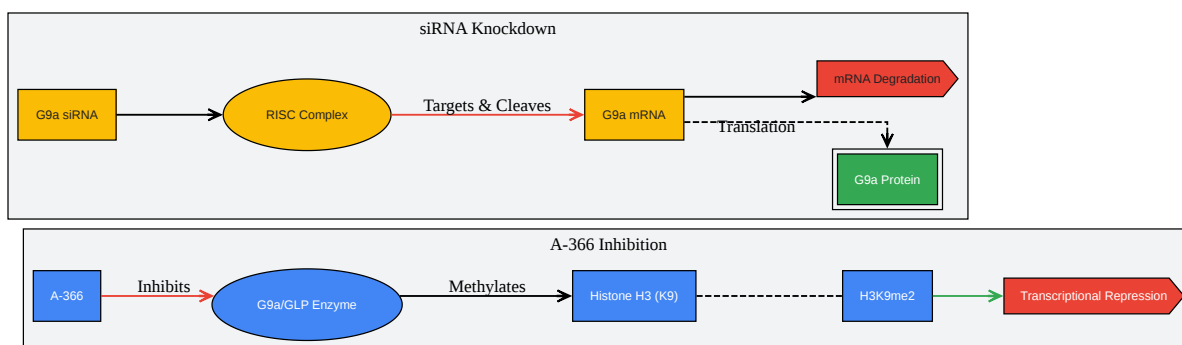 siRNA Knockdown
G9a siRNA
RISC Complex
Targets & Cleaves
G9a mRNA
mRNA Degradation
Translation
G9a Protein
A-366 Inhibition
A-366
Inhibits
G9a/GLP Enzyme
Methylates
Histone H3 (K9)
H3K9me2
Transcriptional Repression